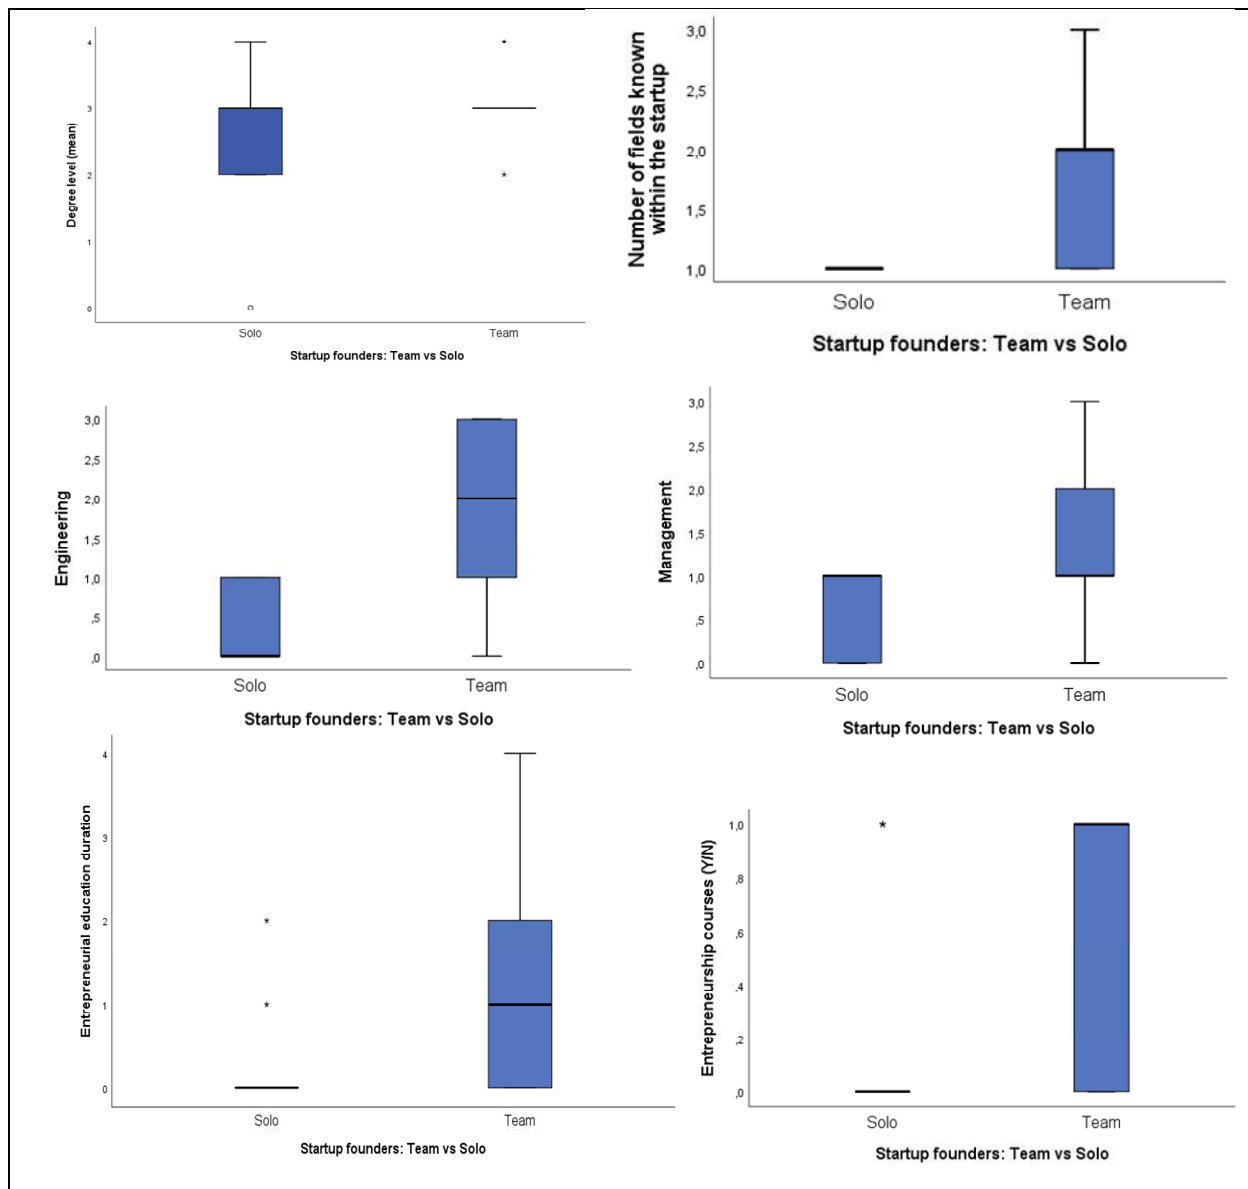 4
3
2
1
0
Degree level (mean)
*
*
Solo
Team
Startup founders: Team vs Solo
3,0
2,5
2,0
1,5
1,0
Number of fields known
within the startup
Solo
Team
Startup founders: Team vs Solo
3,0
2,5
2,0
1,5
1,0
,5
,0
Engineering
Solo
Team
Startup founders: Team vs Solo
3,0
2,5
2,0
1,5
1,0
,5
,0
Management
Solo
Team
Startup founders: Team vs Solo
4
3
2
1
0
Entrepreneurial education duration
*
*
Solo
Team
Startup founders: Team vs Solo
1,0
,8
,6
,4
,2
,0
Entrepreneurship courses (Y/N)
*
Solo
Team
Startup founders: Team vs Solo